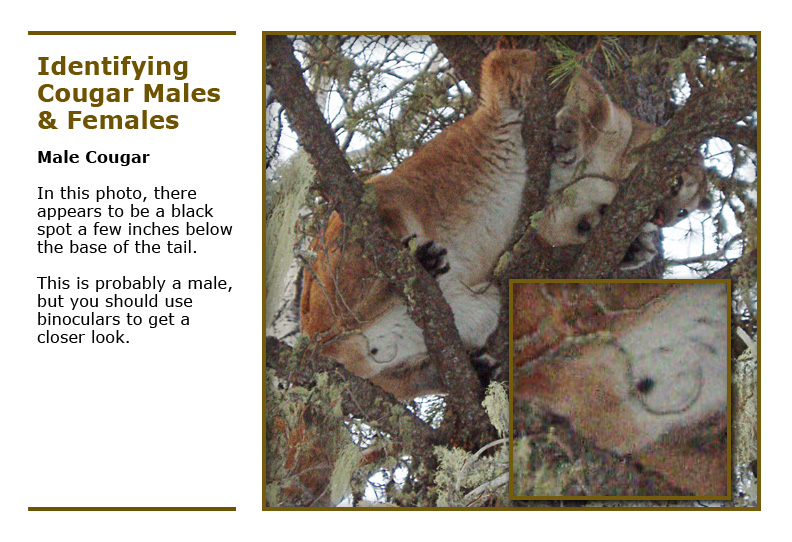 Identifying
Cougar Males
& Females
Male Cougar
In this photo, there
appears to be a black
spot a few inches below
the base of the tail.
This is probably a male,
but you should use
binoculars to get a
closer look.